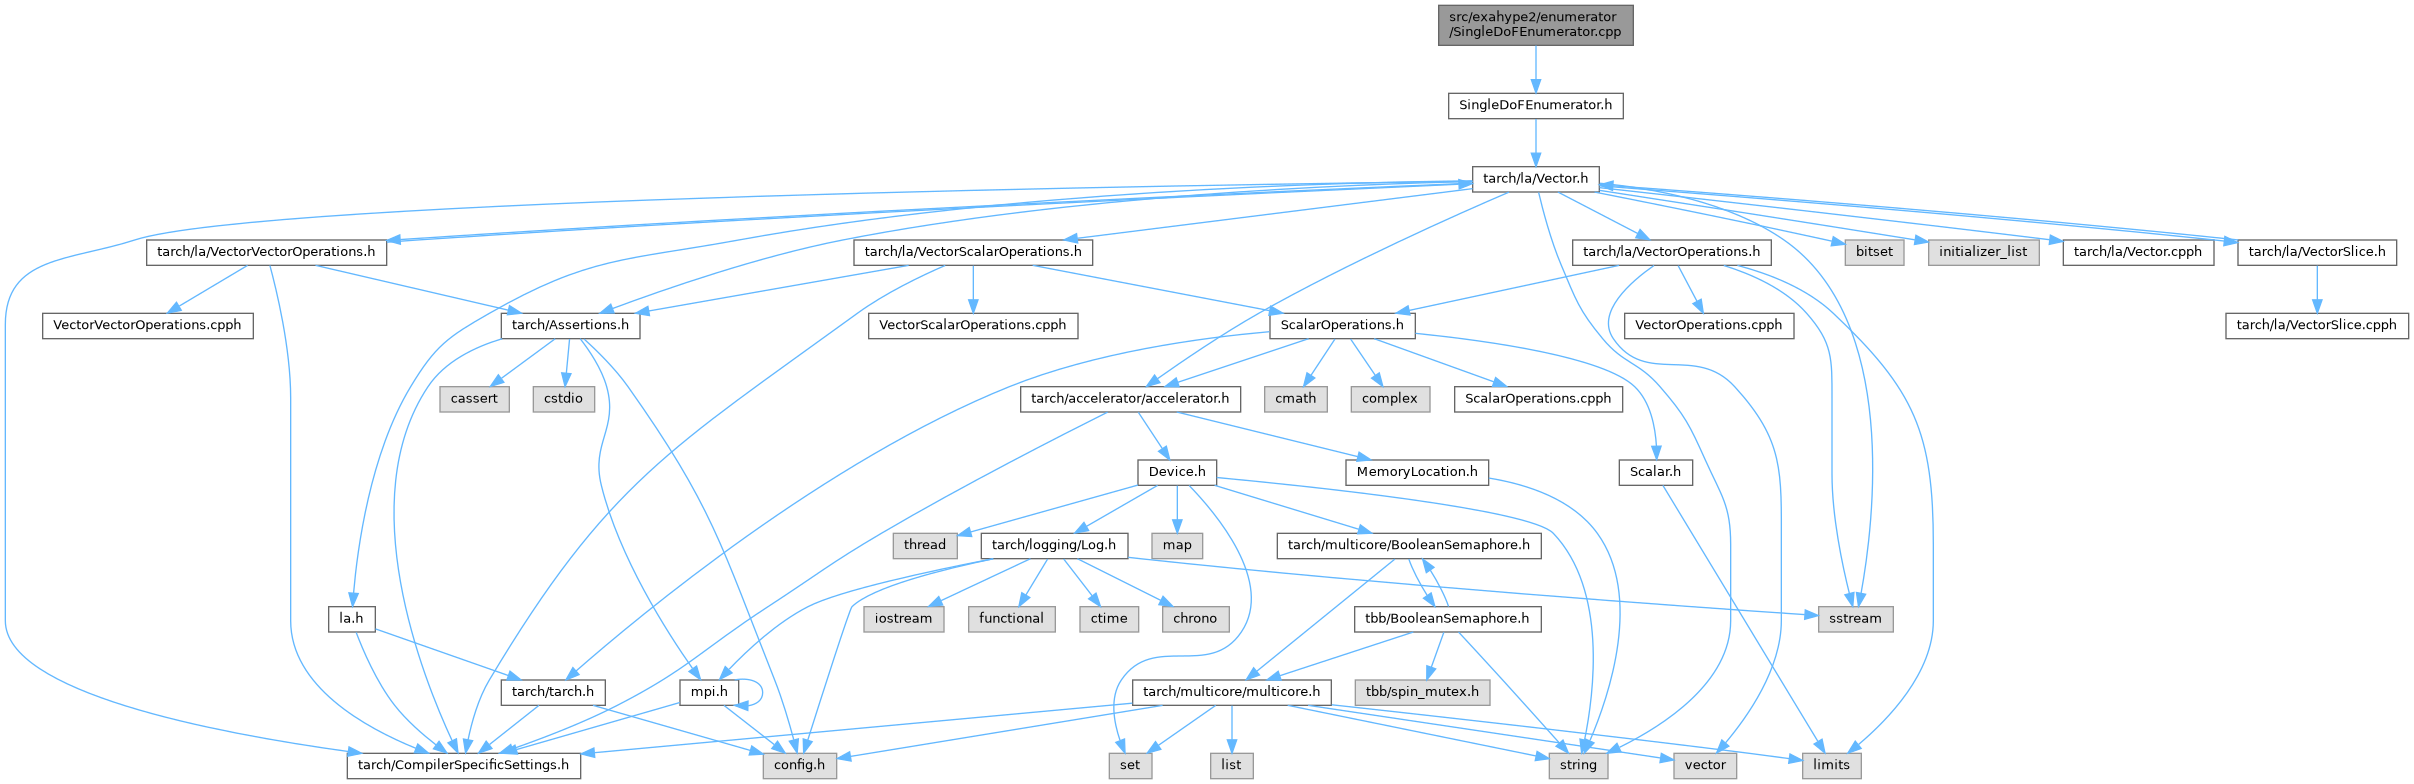 src/exahype2/enumerator
/SingleDoFEnumerator.cpp
SingleDoFEnumerator.h
tarch/la/Vector.h
tarch/la/VectorVectorOperations.h
tarch/la/VectorScalarOperations.h
tarch/la/VectorOperations.h
bitset
initializer_list
tarch/la/Vector.cpph
tarch/la/VectorSlice.h
VectorVectorOperations.cpph
tarch/Assertions.h
VectorScalarOperations.cpph
ScalarOperations.h
VectorOperations.cpph
tarch/la/VectorSlice.cpph
cassert
cstdio
tarch/accelerator/accelerator.h
cmath
complex
ScalarOperations.cpph
Device.h
MemoryLocation.h
Scalar.h
thread
tarch/logging/Log.h
map
tarch/multicore/BooleanSemaphore.h
la.h
iostream
functional
ctime
chrono
tbb/BooleanSemaphore.h
sstream
tarch/tarch.h
mpi.h
tarch/multicore/multicore.h
tbb/spin_mutex.h
tarch/CompilerSpecificSettings.h
config.h
set
list
string
vector
limits